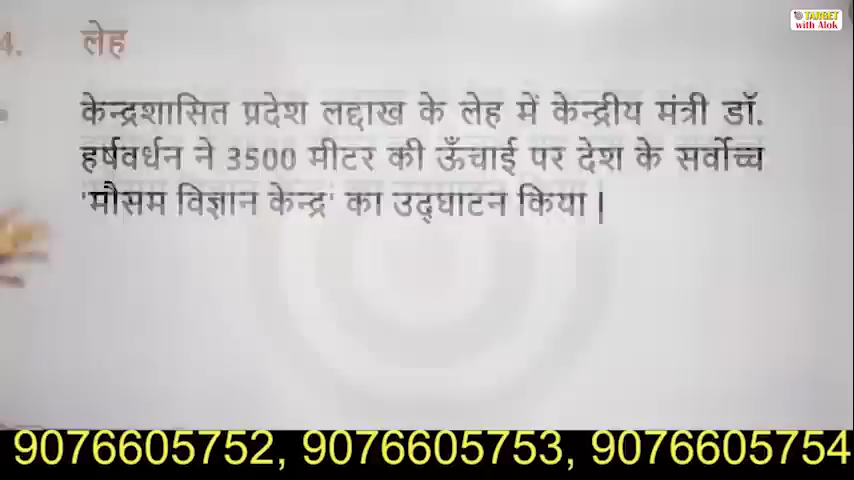 TARGET
with Alok
4. लेह
केन्द्रशासित प्रदेश लद्दाख के लेह में केन्द्रीय मंत्री डॉ.
हर्षवर्धन ने 3500 मीटर की ऊँचाई पर देश के सर्वोच्च
'मौसम विज्ञान केन्द्र' का उद्घाटन किया |
9076605752, 9076605753, 9076605754